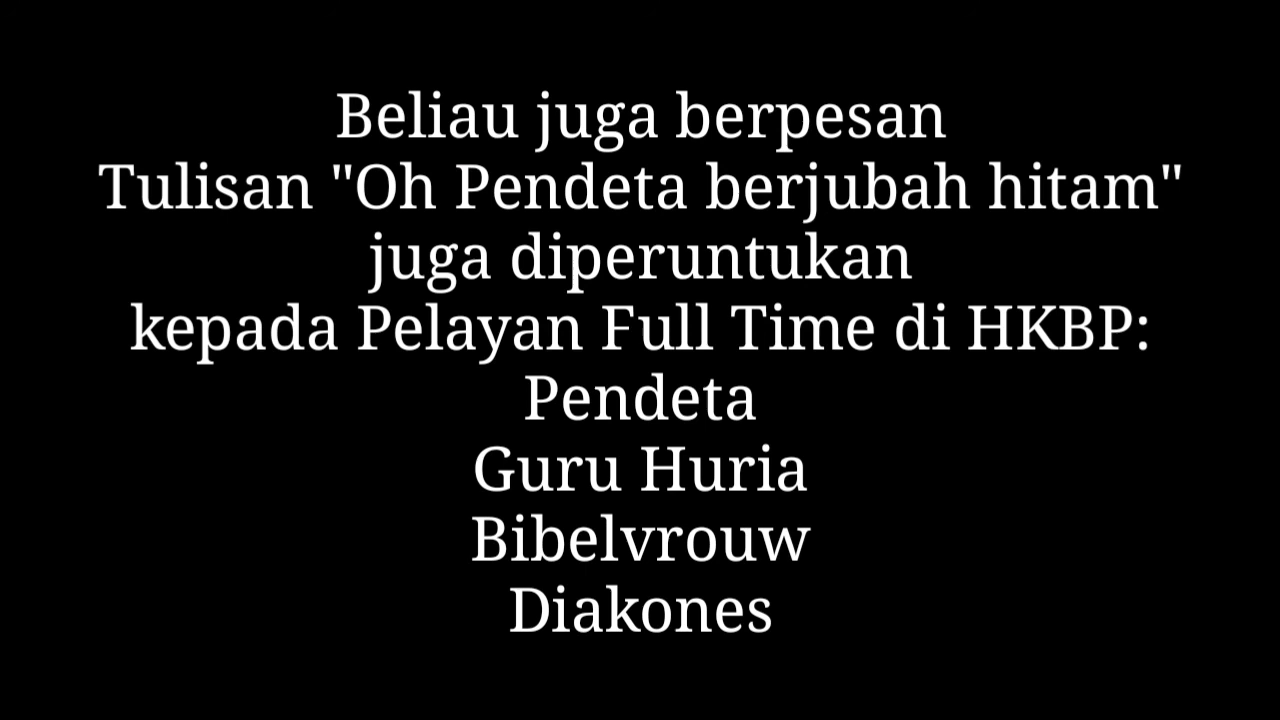 Beliau juga berpesan
Tulisan "Oh Pendeta berjubah hitam"
juga diperuntukan
kepada Pelayan Full Time di HKBP:
Pendeta
Guru Huria
Bibelvrouw
Diakones